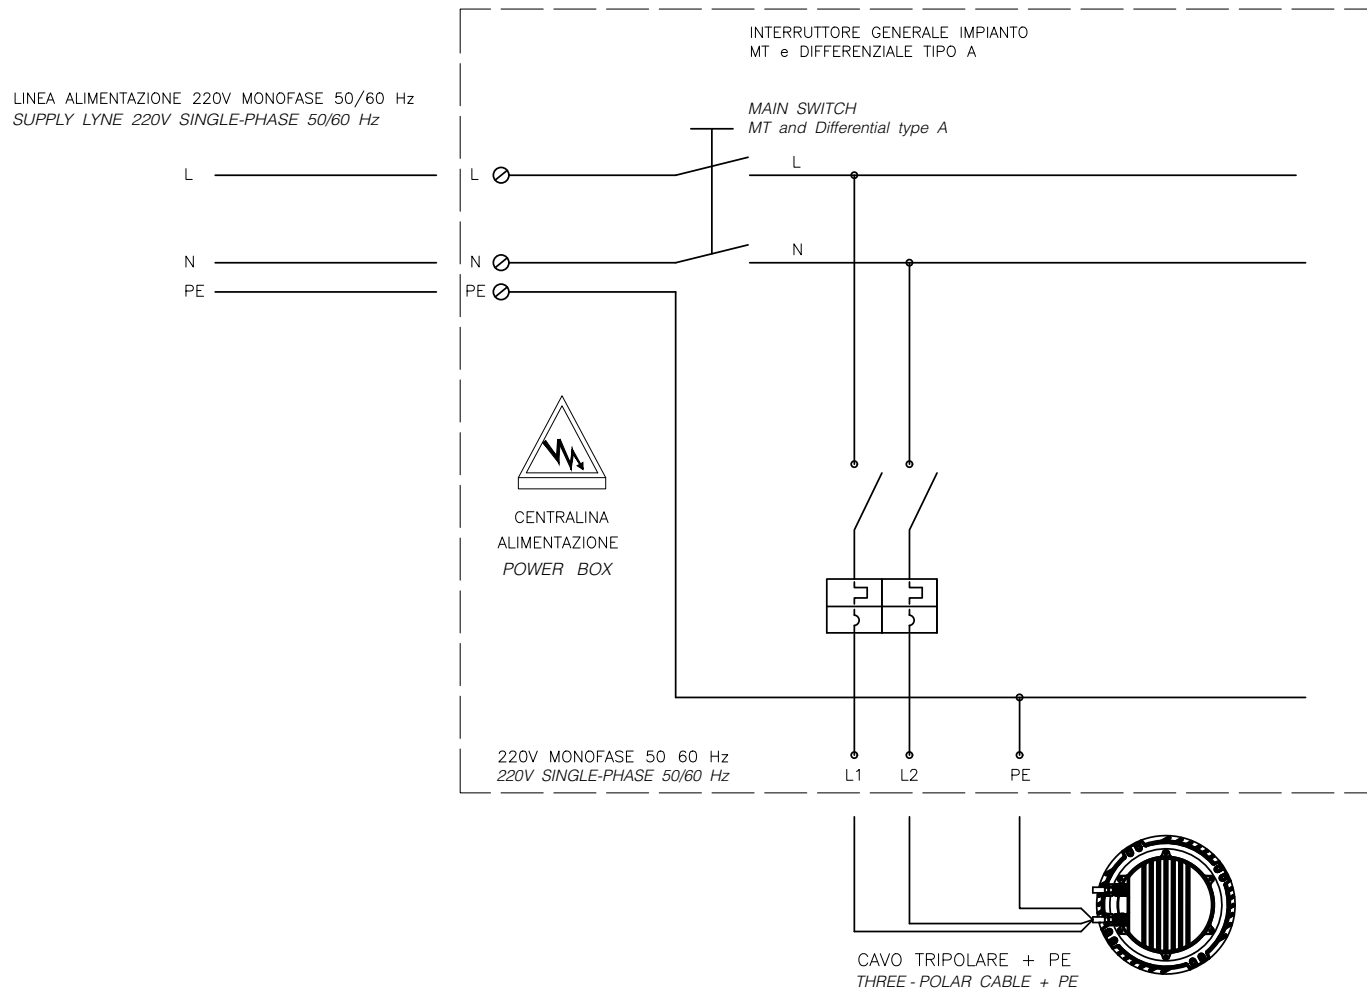 INTERRUTTORE GENERALE IMPIANTO
MT e DIFFERENZIALE TIPO A
LINEA ALIMENTAZIONE 220V MONOFASE 50/60 Hz
SUPPLY LYNE 220V SINGLE-PHASE 50/60 Hz
MAIN SWITCH
MT and Differential type A
L
L
L
N
N
N
PE
PE
CENTRALINA
ALIMENTAZIONE
POWER BOX
220V MONOFASE 50 60 Hz
220V SINGLE-PHASE 50/60 Hz
L1
L2
PE
CAVO TRIPOLARE + PE
THREE - POLAR CABLE + PE